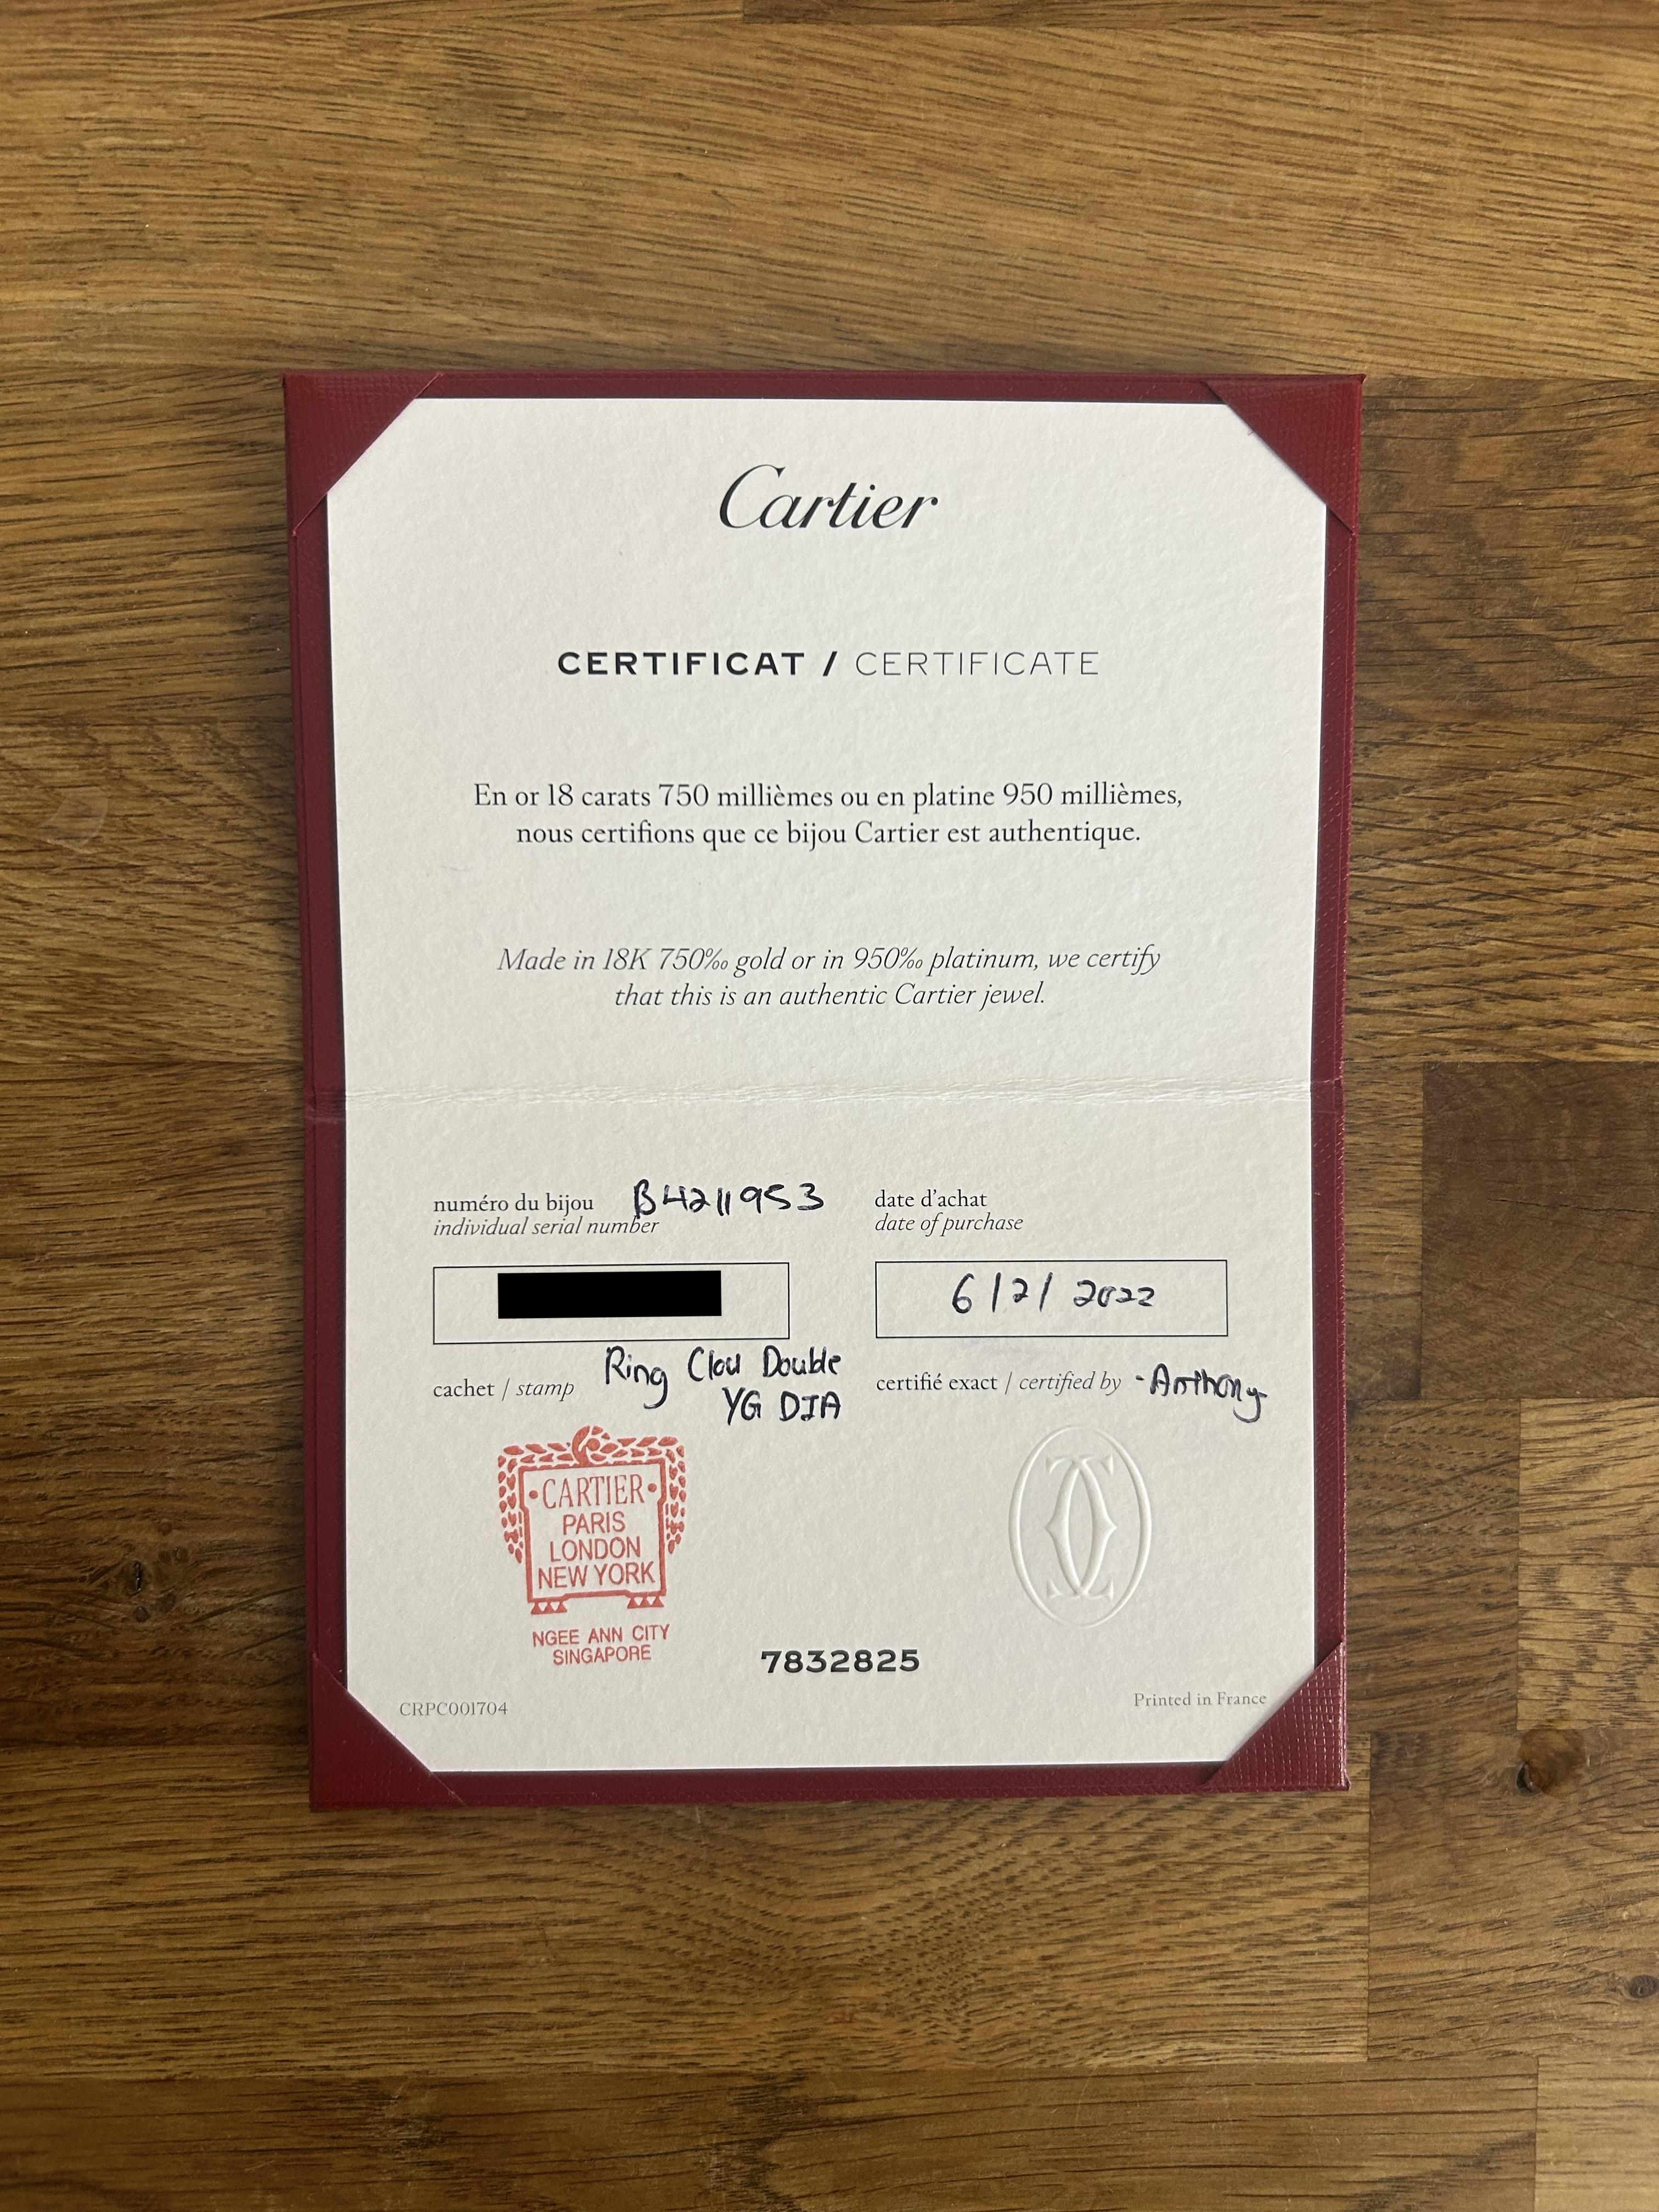 Cartier
CERTIFICAT / CERTIFICATE
En or 18 carats 750 millièmes ou en platine 950 millièmes,
nous certifions que ce bijou Cartier est authentique.
Made in 18K 750‰ gold or in 950‰ platinum, we certify
that this is an authentic Cartier jewel.
numéro du bijou B4211953
individual serial number
date d'achat
date of purchase
6/2/2022
cachet / stamp
Ring Clou Double
YG DIA
certifié exact / certified by - Anthony
CARTIER
PARIS
LONDON
NEW YORK
NGEE ANN CITY
SINGAPORE
7832825
CRPC001704
Printed in France